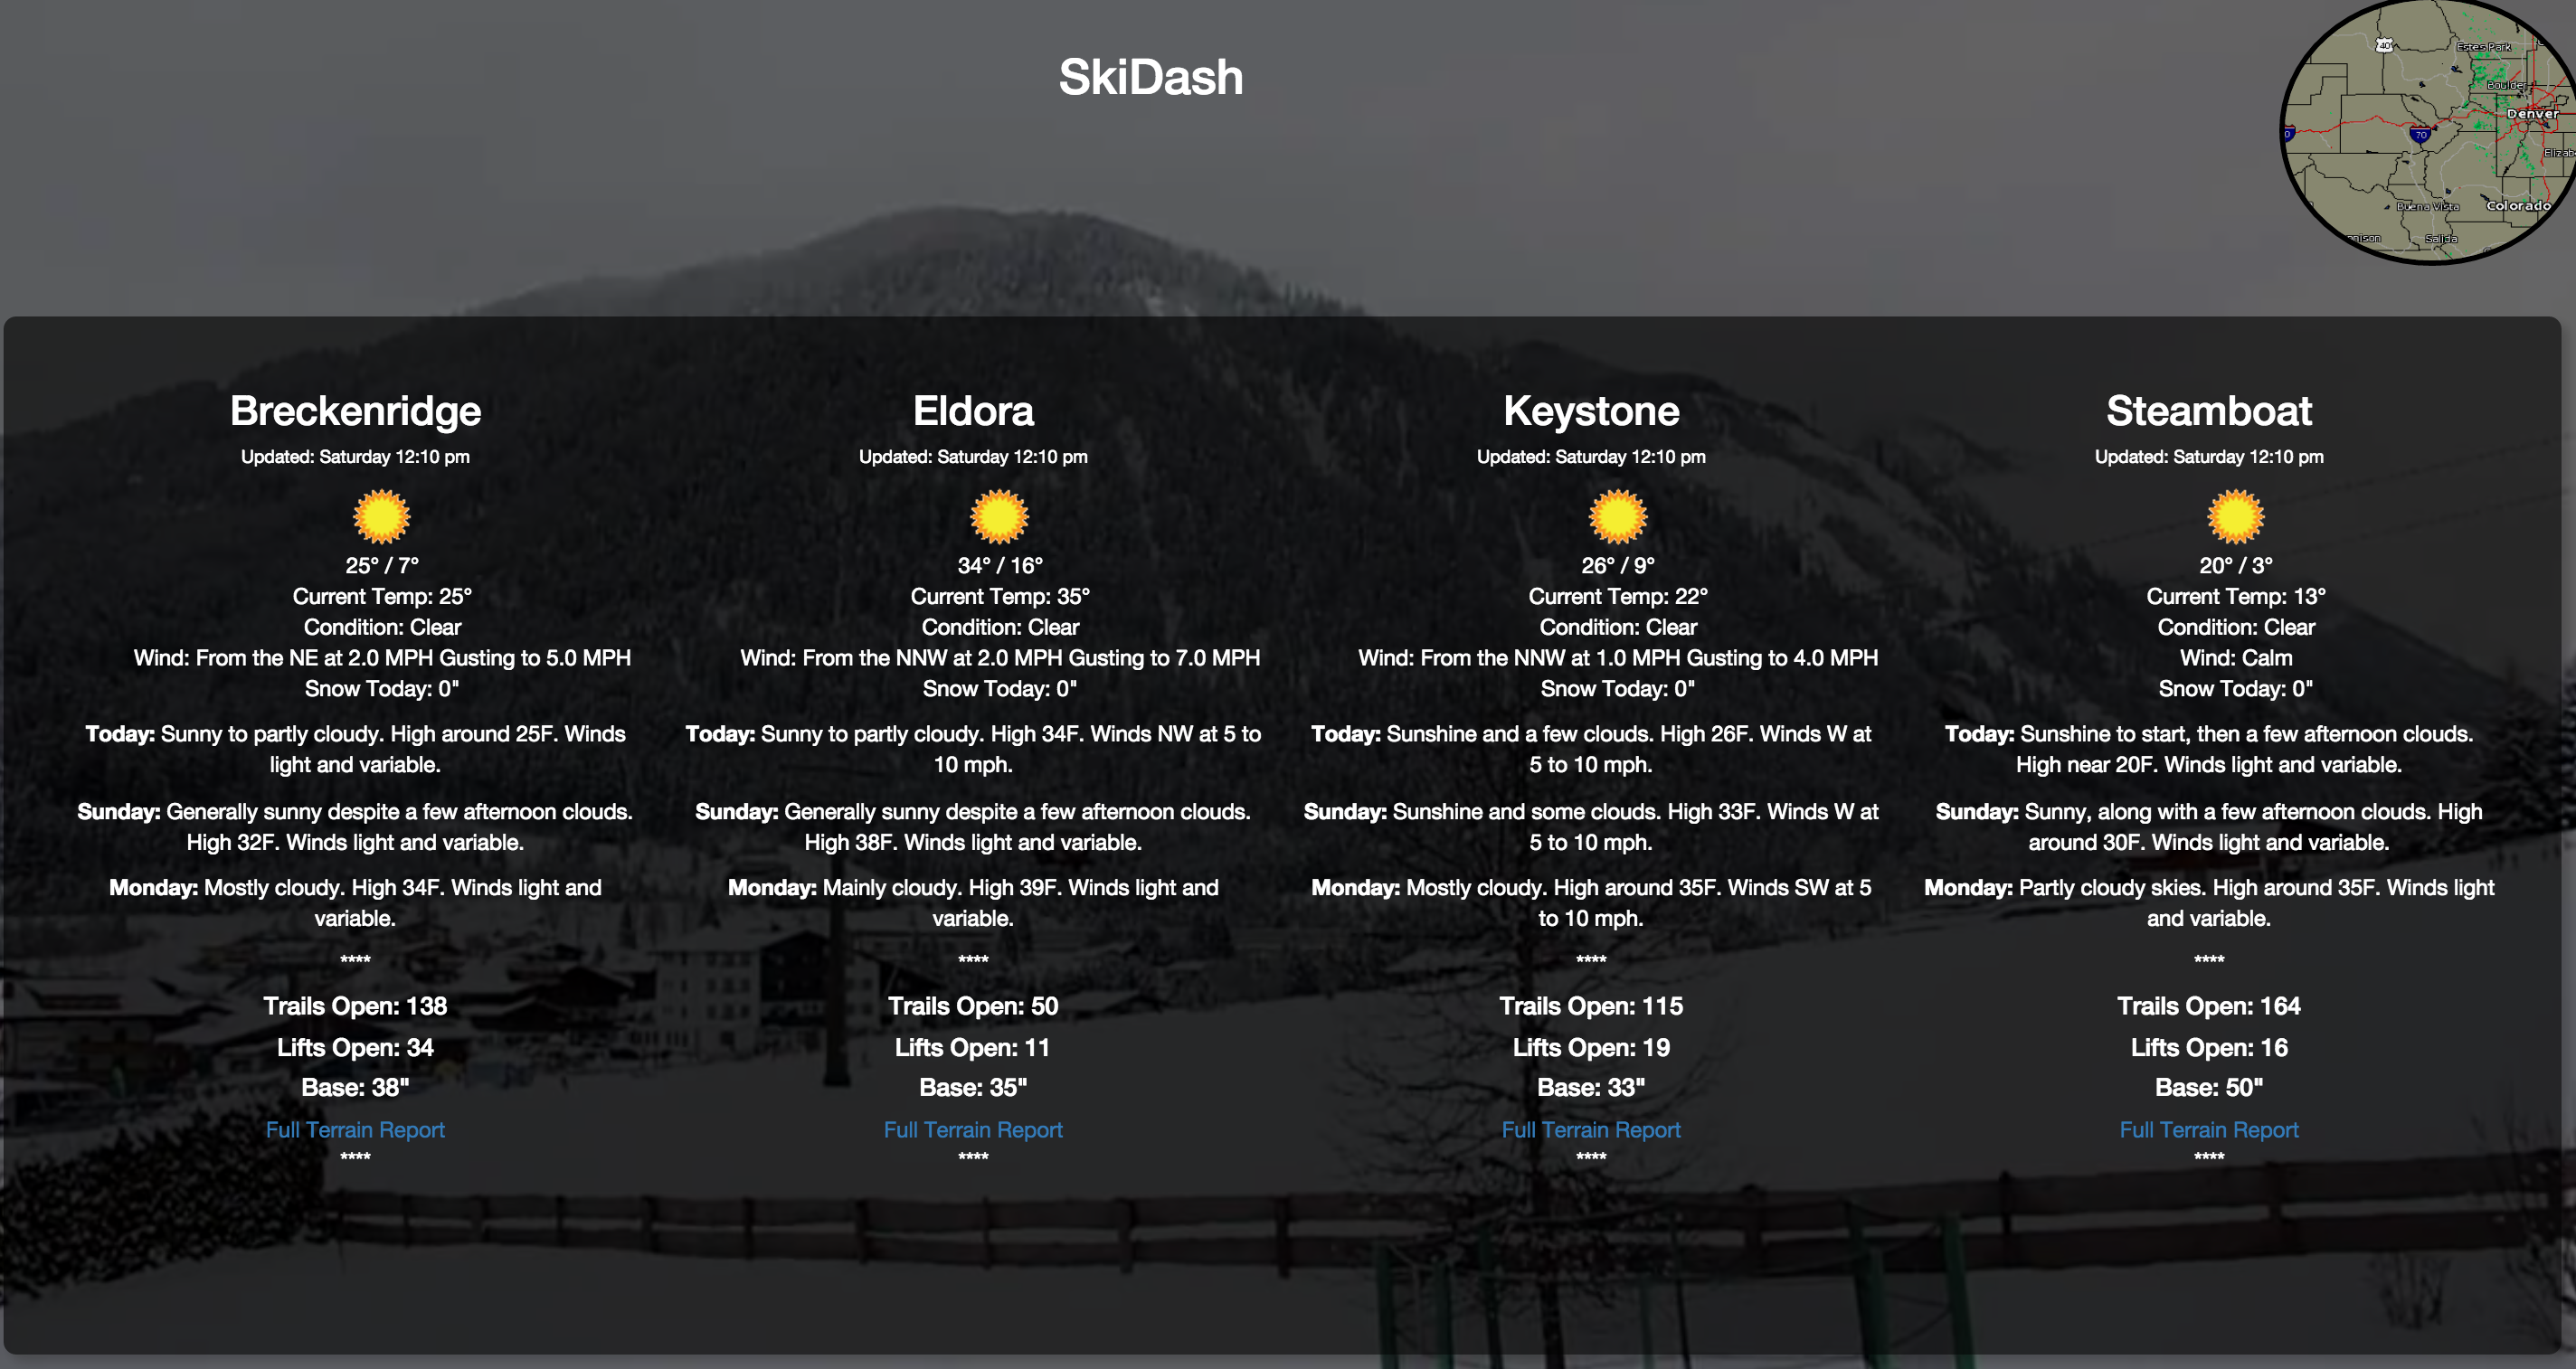 SkiDash
40
Estes Park
Boulder
Denver
70
Elizab
Buena Vista
Colorado
nnison
Salida
Breckenridge
Updated: Saturday 12:10 pm
25° / 7°
Current Temp: 25°
Condition: Clear
Wind: From the NE at 2.0 MPH Gusting to 5.0 MPH
Snow Today: 0"
Today: Sunny to partly cloudy. High around 25F. Winds
light and variable.
Sunday: Generally sunny despite a few afternoon clouds.
High 32F. Winds light and variable.
Monday: Mostly cloudy. High 34F. Winds light and
variable.
****
Trails Open: 138
Lifts Open: 34
Base: 38"
Full Terrain Report
****
Eldora
Updated: Saturday 12:10 pm
34° / 16°
Current Temp: 35°
Condition: Clear
Wind: From the NNW at 2.0 MPH Gusting to 7.0 MPH
Snow Today: 0"
Today: Sunny to partly cloudy. High 34F. Winds NW at 5 to
10 mph.
Sunday: Generally sunny despite a few afternoon clouds.
High 38F. Winds light and variable.
Monday: Mainly cloudy. High 39F. Winds light and
variable.
****
Trails Open: 50
Lifts Open: 11
Base: 35"
Full Terrain Report
****
Keystone
Updated: Saturday 12:10 pm
26° / 9°
Current Temp: 22°
Condition: Clear
Wind: From the NNW at 1.0 MPH Gusting to 4.0 MPH
Snow Today: 0"
Today: Sunshine and a few clouds. High 26F. Winds W at
5 to 10 mph.
Sunday: Sunshine and some clouds. High 33F. Winds W at
5 to 10 mph.
Monday: Mostly cloudy. High around 35F. Winds SW at 5
to 10 mph.
****
Trails Open: 115
Lifts Open: 19
Base: 33"
Full Terrain Report
****
Steamboat
Updated: Saturday 12:10 pm
20° / 3°
Current Temp: 13°
Condition: Clear
Wind: Calm
Snow Today: 0"
Today: Sunshine to start, then a few afternoon clouds.
High near 20F. Winds light and variable.
Sunday: Sunny, along with a few afternoon clouds. High
around 30F. Winds light and variable.
Monday: Partly cloudy skies. High around 35F. Winds light
and variable.
****
Trails Open: 164
Lifts Open: 16
Base: 50"
Full Terrain Report
****